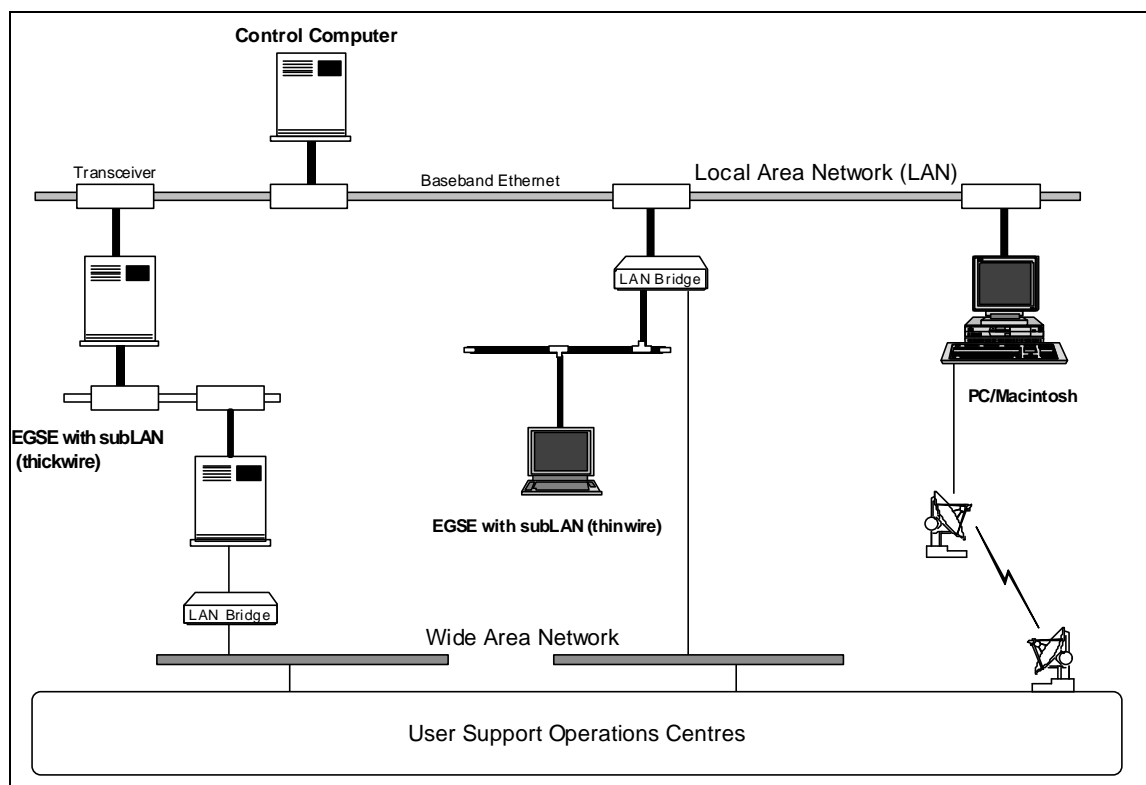 Control Computer
Transceiver
Baseband Ethernet
Local Area Network (LAN)
LAN Bridge
PC/Macintosh
EGSE with subLAN
(thickwire)
EGSE with subLAN (thinwire)
LAN Bridge
Wide Area Network
User Support Operations Centres